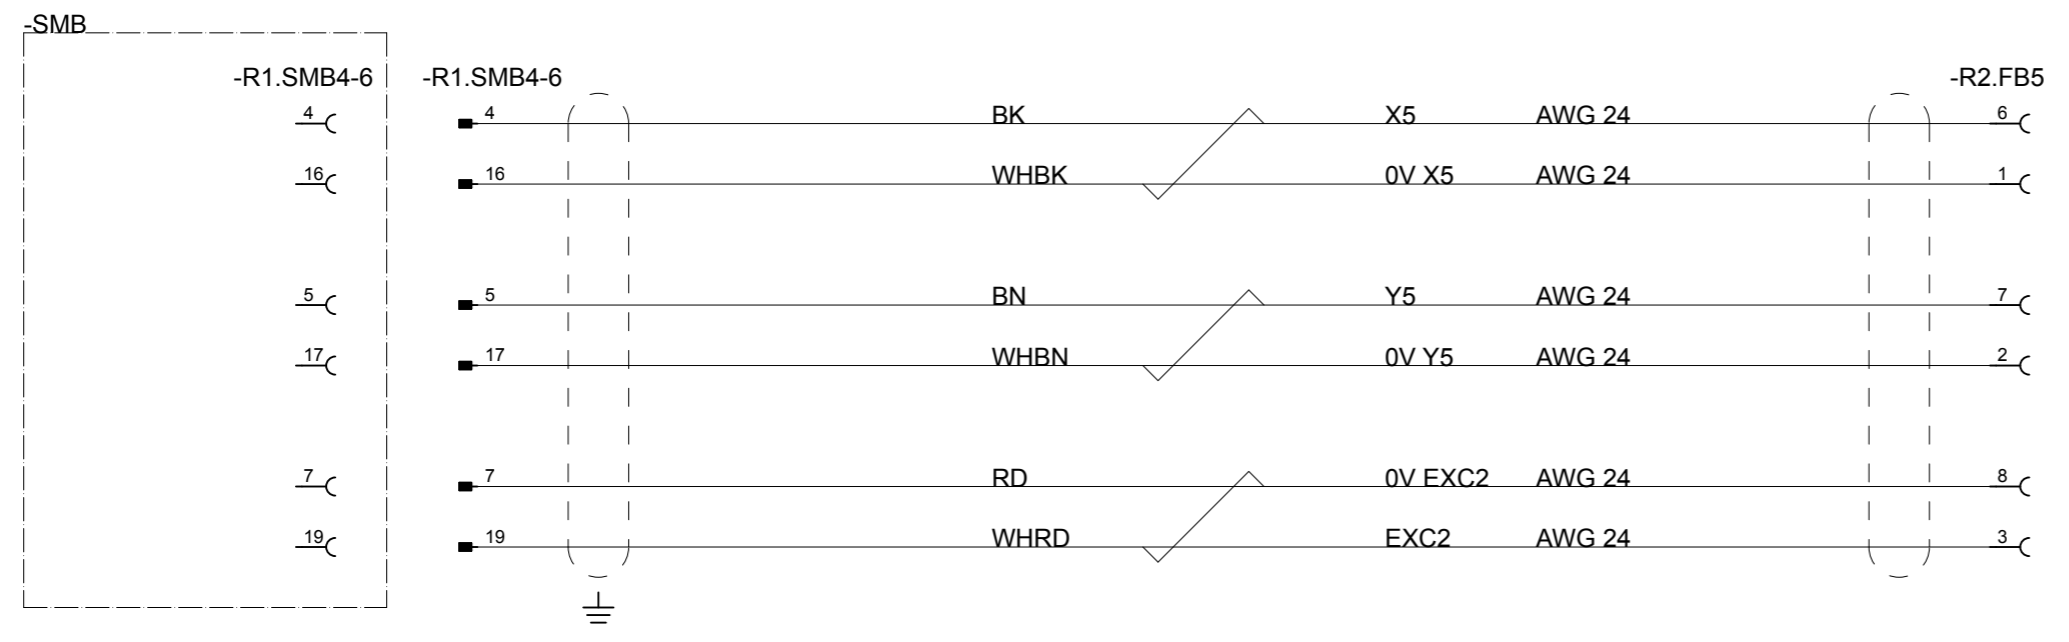 -SMB
-R1.SMB4-6 -R1.SMB4-6 -R2.FB5
4 4 BK X5 AWG 24 6
16 16 WHBK 0V X5 AWG 24 1
5 5 BN Y5 AWG 24 7
17 17 WHBN 0V Y5 AWG 24 2
7 7 RD 0V EXC2 AWG 24 8
19 19 WHRD EXC2 AWG 24 3